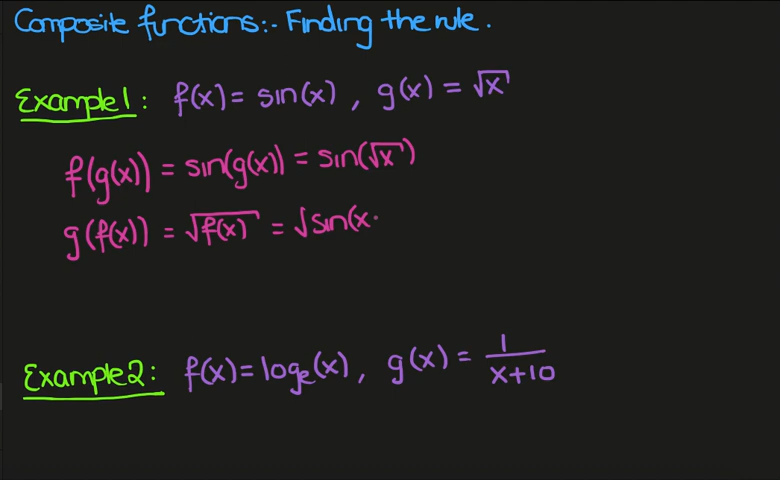 Composite functions:- Finding the rule.
Example 1: f(x) = sin(x), g(x) = √x
f(g(x)) = sin(g(x)) = sin(√x)
g(f(x)) = √f(x) = √sin(x
Example 2: f(x) = logₑ(x), g(x) = 1/(x+10)